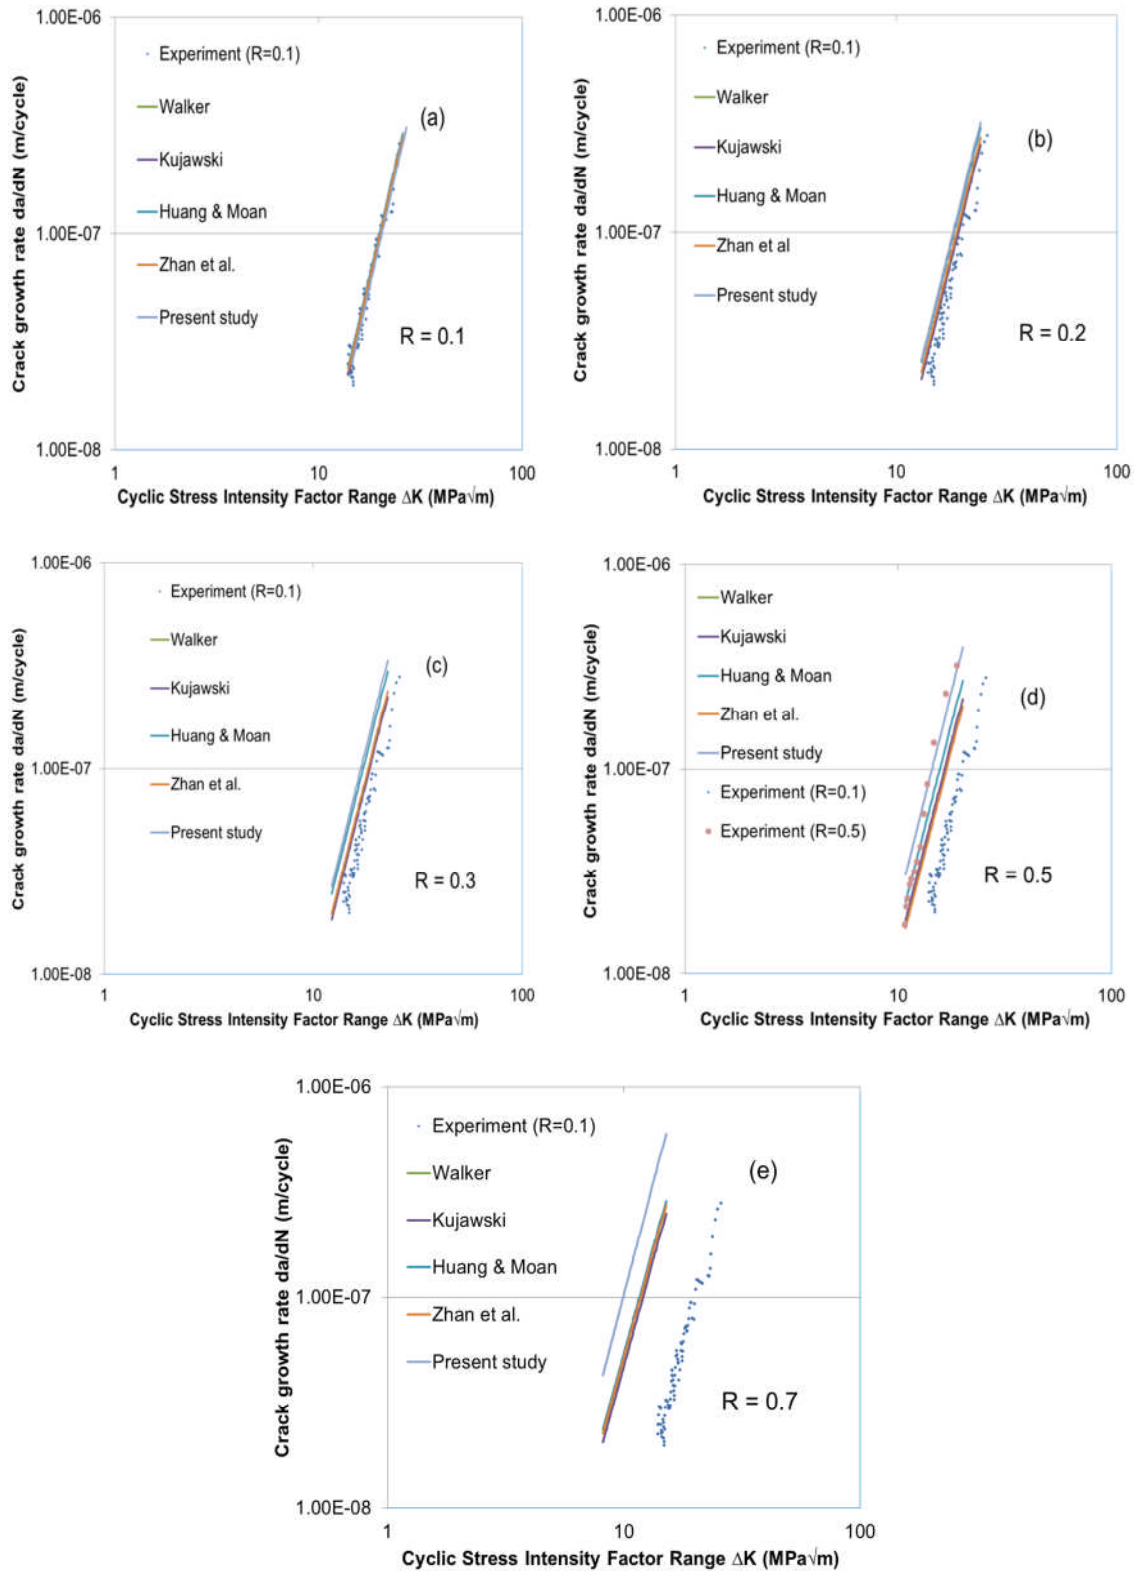 1.00E-06
Experiment (R=0.1)
Walker
(a)
Kujawski
Huang & Moan
1.00E-07
Zhan et al.
Present study
R = 0.1
1.00E-08
1
10
100
Crack growth rate da/dN (m/cycle)
Cyclic Stress Intensity Factor Range ΔK (MPa√m)
1.00E-06
Experiment (R=0.1)
Walker
(b)
Kujawski
Huang & Moan
1.00E-07
Zhan et al
Present study
R = 0.2
1.00E-08
1
10
100
Crack growth rate da/dN (m/cycle)
Cyclic Stress Intensity Factor Range ΔK (MPa√m)
1.00E-06
Experiment (R=0.1)
Walker
(c)
Kujawski
Huang & Moan
1.00E-07
Zhan et al.
Present study
R = 0.3
1.00E-08
1
10
100
Crack growth rate da/dN (m/cycle)
Cyclic Stress Intensity Factor Range ΔK (MPa√m)
1.00E-06
Walker
Kujawski
Huang & Moan
(d)
Zhan et al.
Present study
1.00E-07
Experiment (R=0.1)
Experiment (R=0.5)
R = 0.5
1.00E-08
1
10
100
Crack growth rate da/dN (m/cycle)
Cyclic Stress Intensity Factor Range ΔK (MPa√m)
1.00E-06
Experiment (R=0.1)
Walker
(e)
Kujawski
Huang & Moan
1.00E-07
Zhan et al.
Present study
R = 0.7
1.00E-08
1
10
100
Crack growth rate da/dN (m/cycle)
Cyclic Stress Intensity Factor Range ΔK (MPa√m)